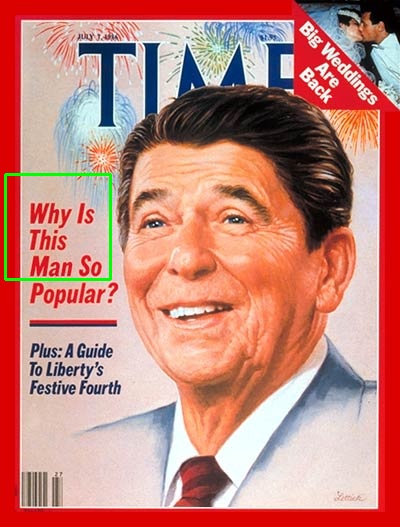 JULY 7, 1986
TIME
Big Weddings
Are
Back
Why Is
This
Man So
Popular?
Plus: A Guide
To Liberty's
Festive Fourth
27